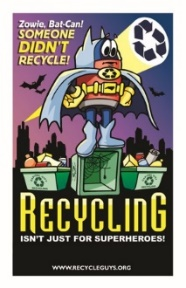 Zowie, Bat-Can!
SOMEONE
DIDN'T
RECYCLE!
RECYCLING
ISN'T JUST FOR SUPERHEROES!
WWW.RECYCLEGUYS.ORG